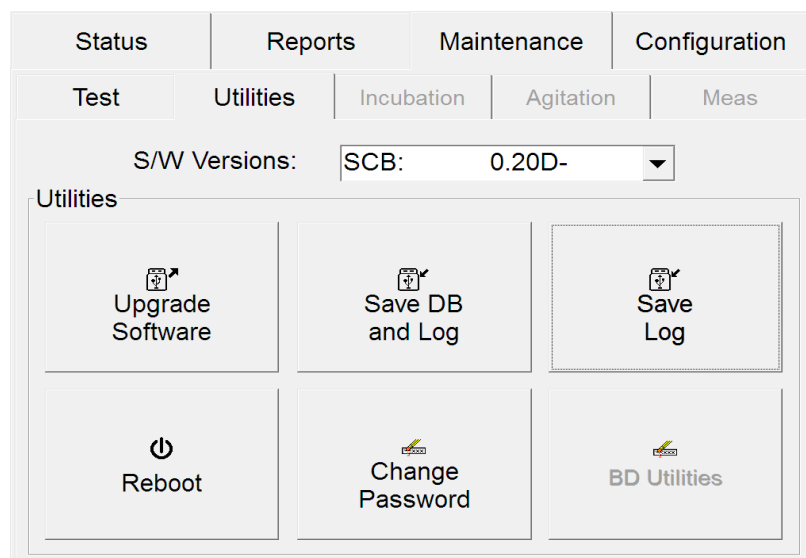 Status Reports Maintenance Configuration
Test Utilities Incubation Agitation Meas
S/W Versions: SCB: 0.20D-
Utilities
Upgrade Software
Save DB and Log
Save Log
Reboot
Change Password
BD Utilities